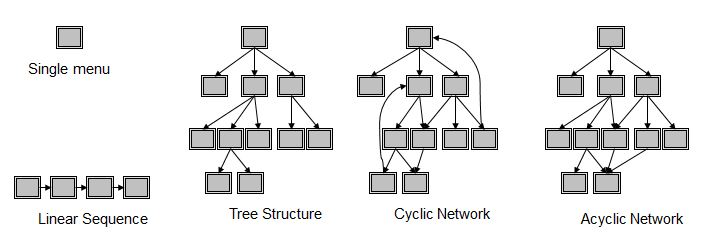 Single menu
Linear Sequence
Tree Structure
Cyclic Network
Acyclic Network